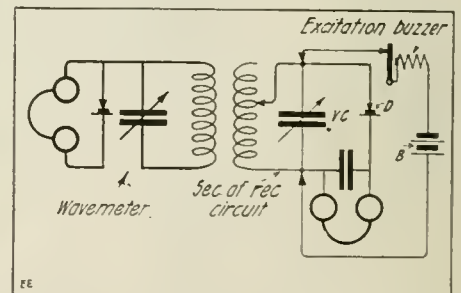 Excitation buzzer
VC
D
B
Wavemeter
Sec. of rec.
circuit
EE